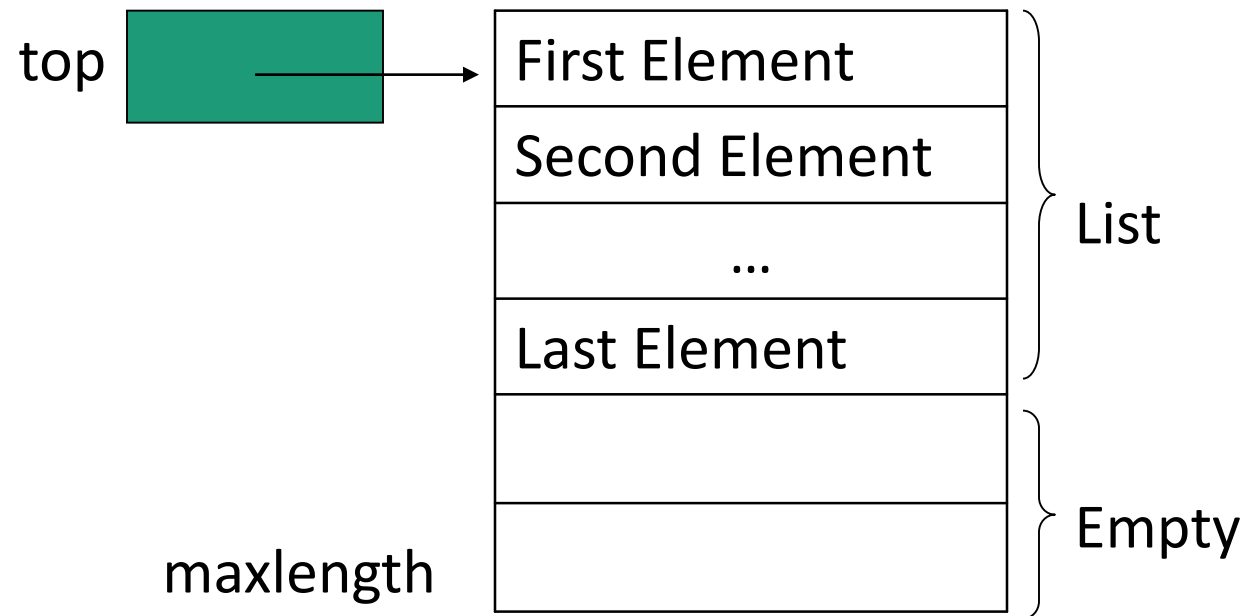 top
First Element
Second Element
...
Last Element
List
Empty
maxlength